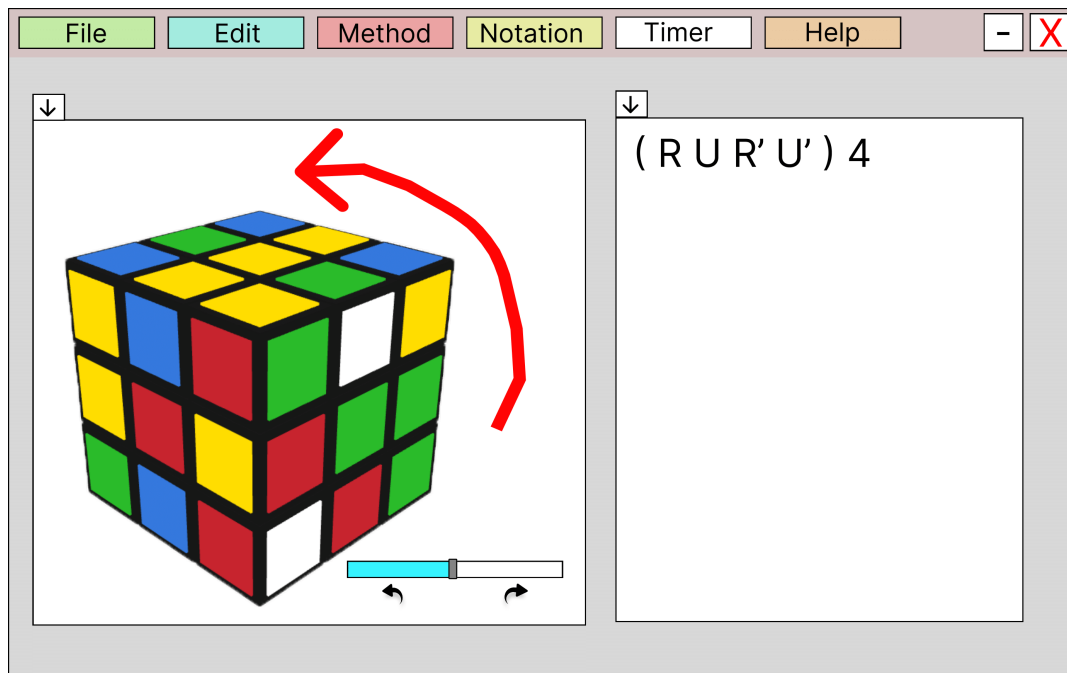 File Edit Method Notation Timer Help - X
( R U R’ U’ ) 4